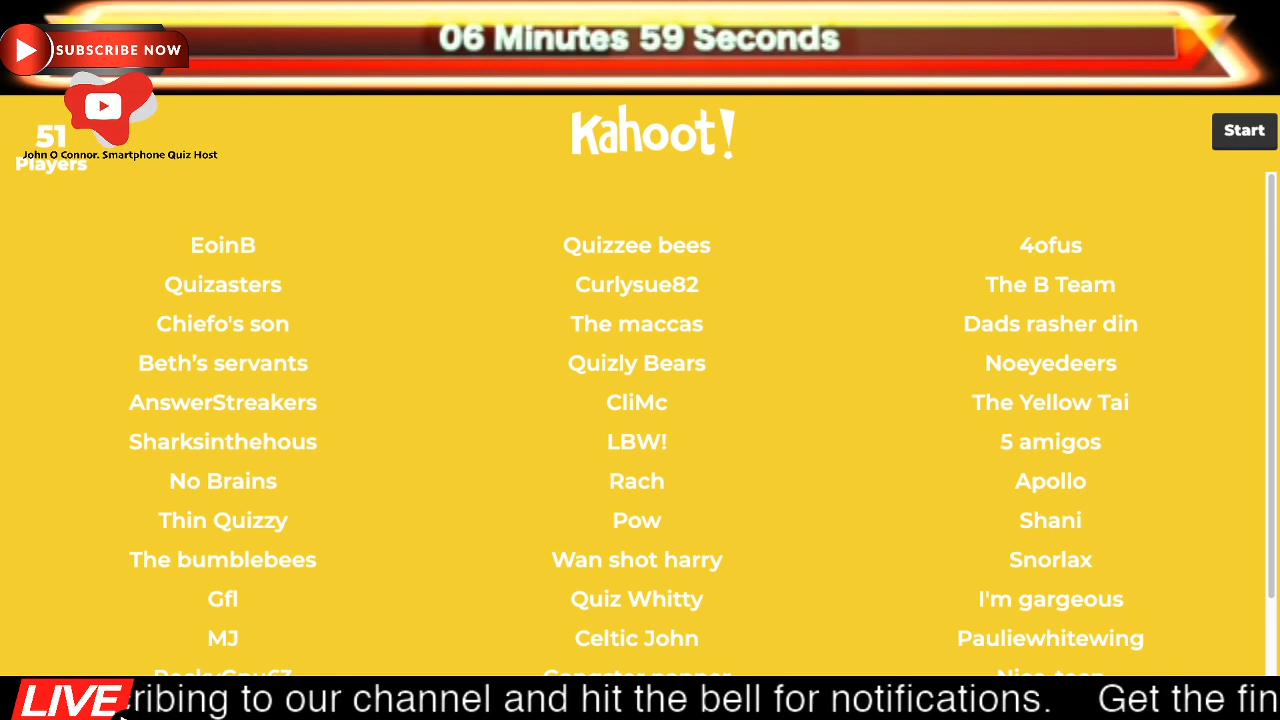 06 Minutes 59 Seconds
SUBSCRIBE NOW
Kahoot!
Start
51
John O Connor. Smartphone Quiz Host
Players
EoinB Quizzee bees 4ofus
Quizasters Curlysue82 The B Team
Chiefo's son The maccas Dads rasher din
Beth’s servants Quizly Bears Noeyedeers
AnswerStreakers CliMc The Yellow Tai
Sharksinthehous LBW! 5 amigos
No Brains Rach Apollo
Thin Quizzy Pow Shani
The bumblebees Wan shot harry Snorlax
Gfl Quiz Whitty I'm gargeous
MJ Celtic John Pauliewhitewing
LIVE ribing to our channel and hit the bell for notifications. Get the fin